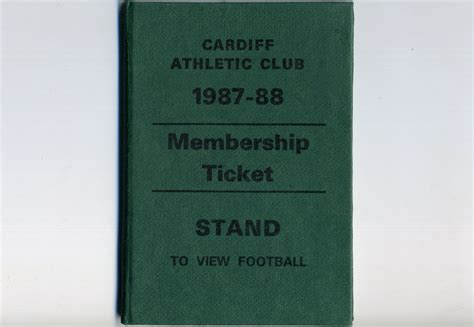 CARDIFF
ATHLETIC CLUB
1987-88
Membership
Ticket
STAND
TO VIEW FOOTBALL